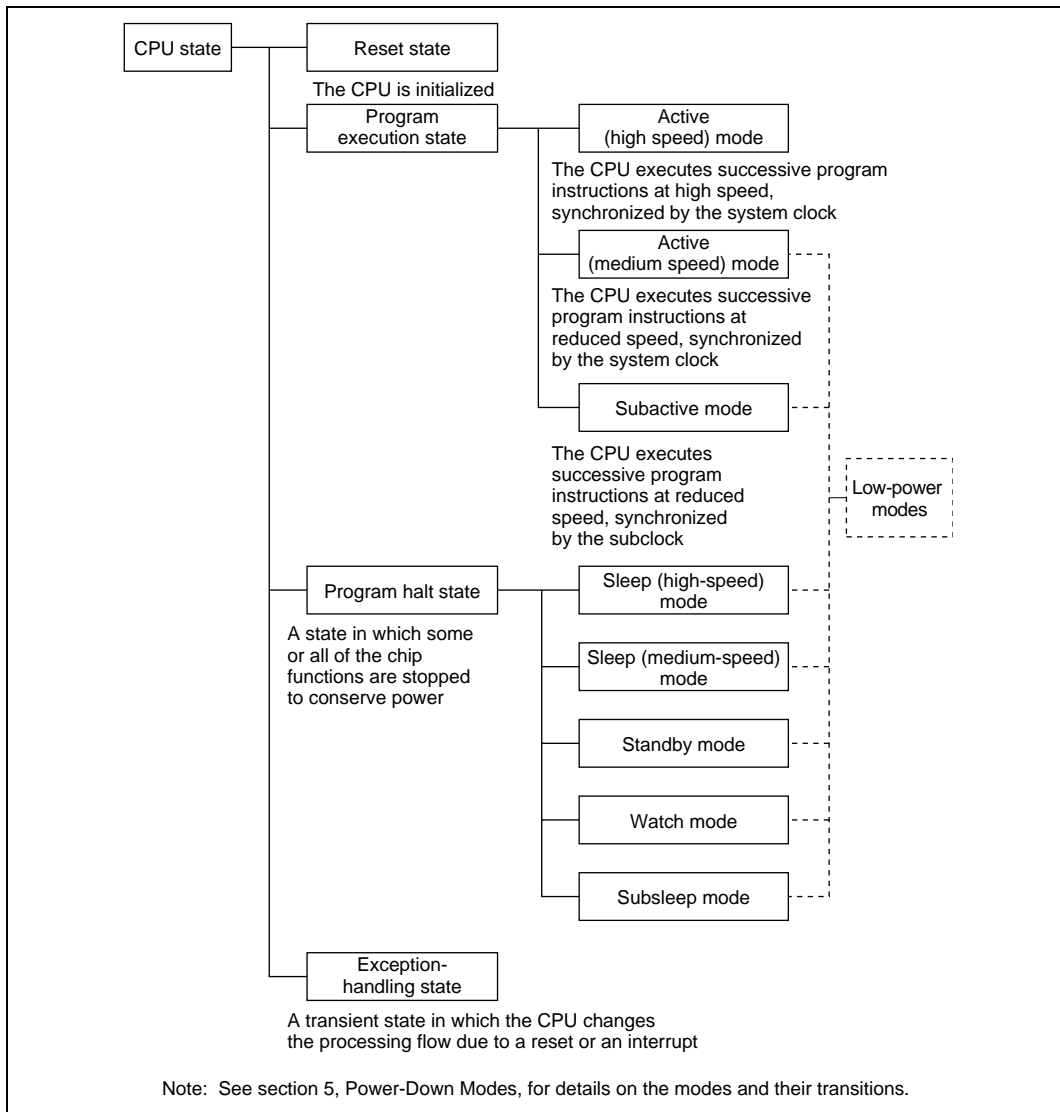 CPU state
Reset state
The CPU is initialized
Program
execution state
Active
(high speed) mode
The CPU executes successive program
instructions at high speed,
synchronized by the system clock
Active
(medium speed) mode
The CPU executes successive
program instructions at
reduced speed, synchronized
by the system clock
Subactive mode
The CPU executes
successive program
instructions at reduced
speed, synchronized
by the subclock
Low-power
modes
Program halt state
A state in which some
or all of the chip
functions are stopped
to conserve power
Sleep (high-speed)
mode
Sleep (medium-speed)
mode
Standby mode
Watch mode
Subsleep mode
Exception-
handling state
A transient state in which the CPU changes
the processing flow due to a reset or an interrupt
Note: See section 5, Power-Down Modes, for details on the modes and their transitions.